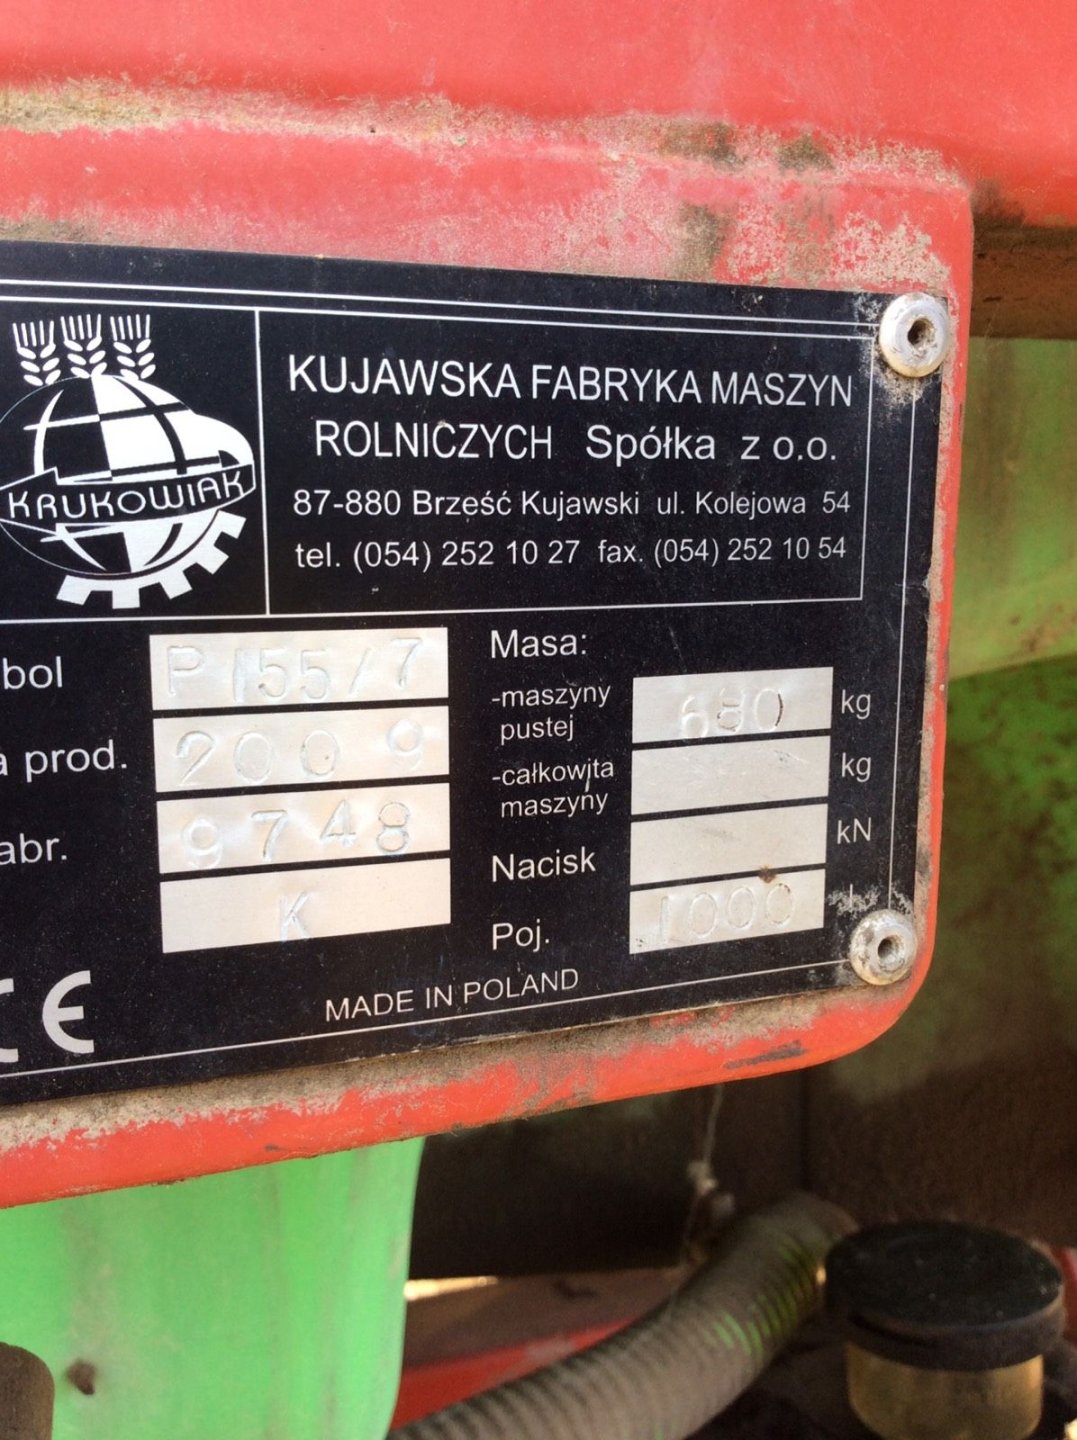 KUJAWSKA FABRYKA MASZYN
ROLNICZYCH Spółka z o.o.
87-880 Brześć Kujawski ul. Kolejowa 54
tel. (054) 252 10 27 fax. (054) 252 10 54
KRUKOWIAK
bol P155/7
a prod. 2009
abr. 9748
K
Masa:
-maszyny
pustej 680 kg
-całkowita
maszyny kg
Nacisk kN
Poj. 1000 l
CE
MADE IN POLAND